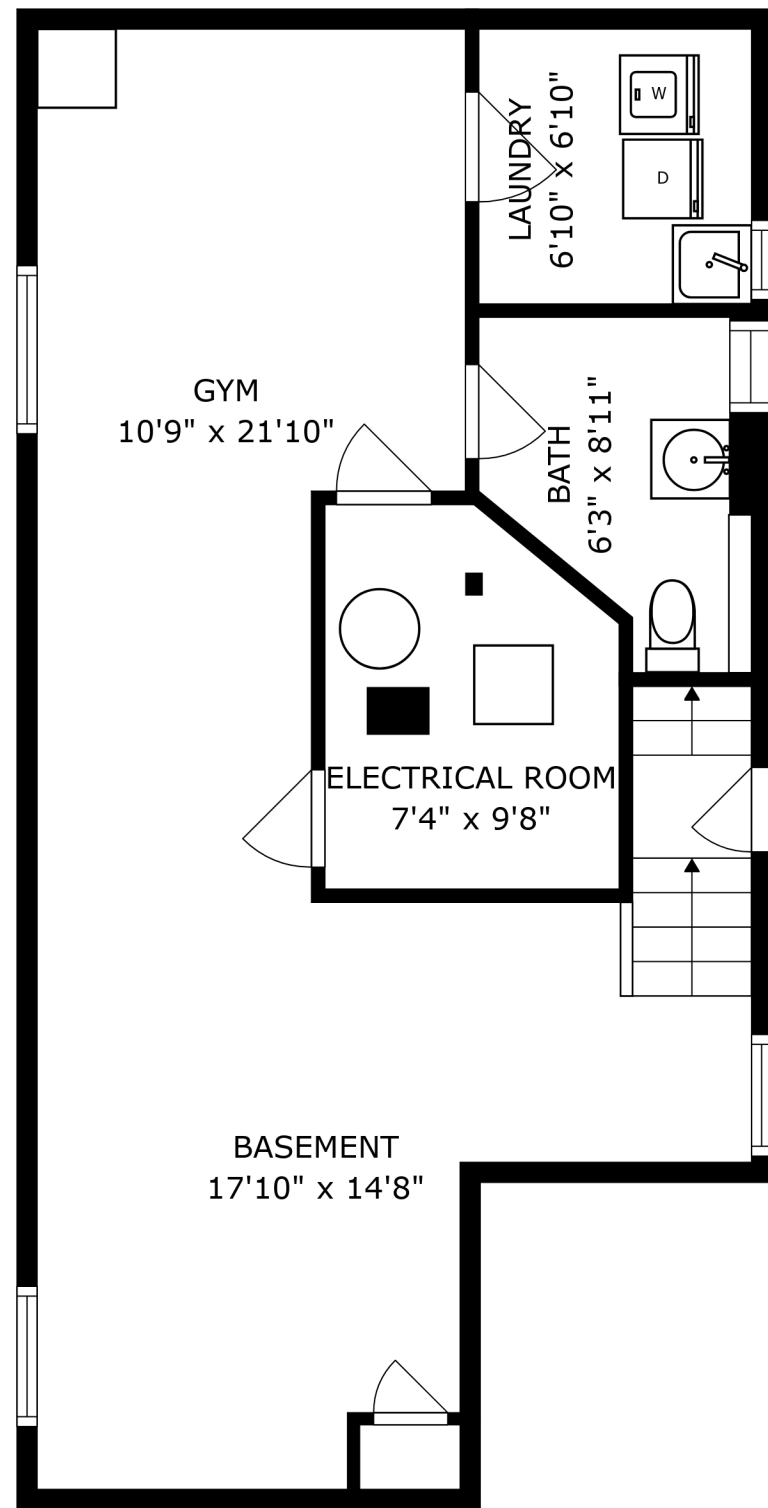 LAUNDRY
6'10" x 6'10"
W
D
GYM
10'9" x 21'10"
BATH
6'3" x 8'11"
ELECTRICAL ROOM
7'4" x 9'8"
BASEMENT
17'10" x 14'8"